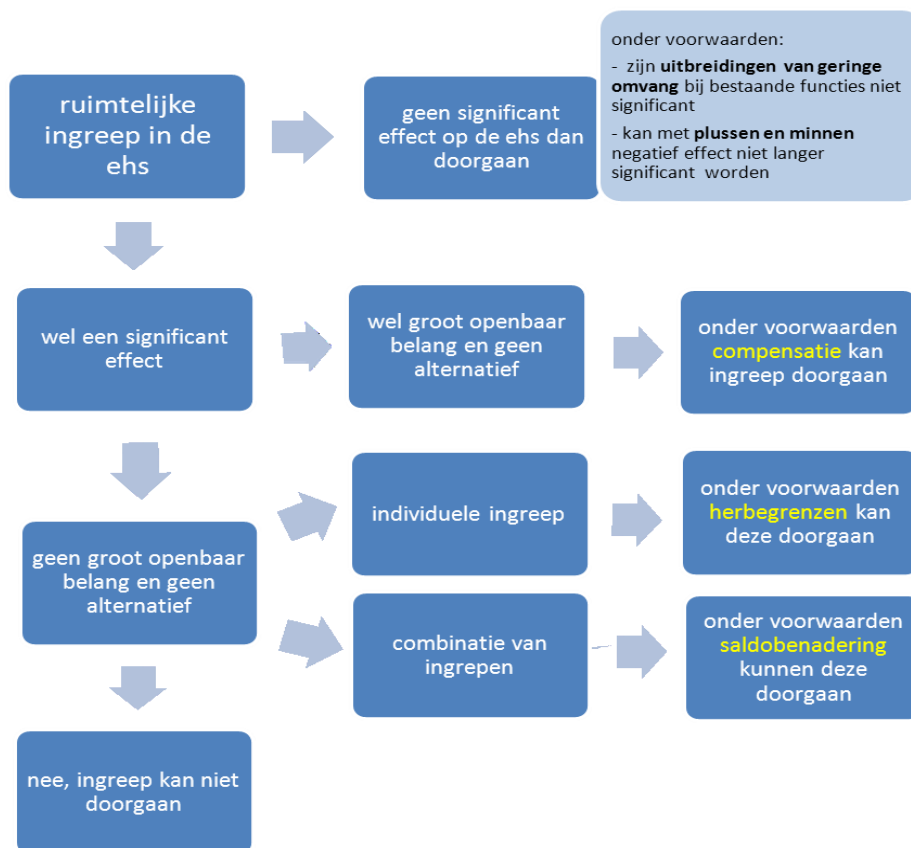 ruimtelijke
ingreep in de
ehs
geen significant
effect op de ehs dan
doorgaan
onder voorwaarden:
- zijn uitbreidingen van geringe
omvang bij bestaande functies niet
significant
- kan met plussen en minnen
negatief effect niet langer
significant worden
wel een significant
effect
wel groot openbaar
belang en geen
alternatief
onder voorwaarden
compensatie kan
ingreep doorgaan
geen groot openbaar
belang en geen
alternatief
individuele ingreep
onder voorwaarden
herbegrenzen kan
deze doorgaan
combinatie van
ingrepen
onder voorwaarden
saldobenadering
kunnen deze
doorgaan
nee, ingreep kan niet
doorgaan